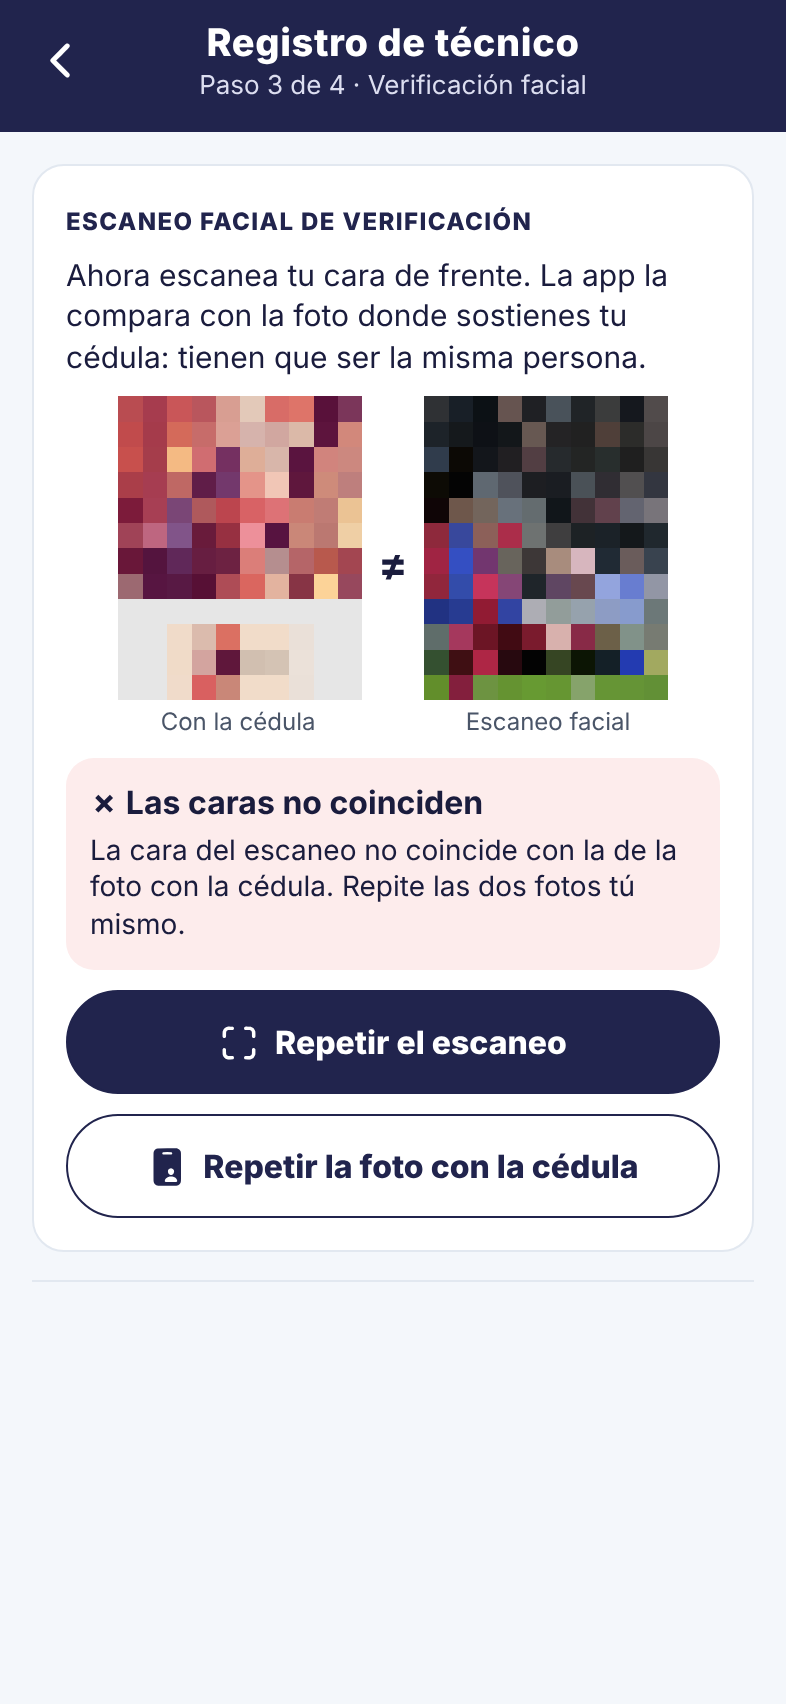 Registro de técnico
Paso 3 de 4 · Verificación facial
ESCANEO FACIAL DE VERIFICACIÓN
Ahora escanea tu cara de frente. La app la
compara con la foto donde sostienes tu
cédula: tienen que ser la misma persona.
≠
Con la cédula
Escaneo facial
× Las caras no coinciden
La cara del escaneo no coincide con la de la
foto con la cédula. Repite las dos fotos tú
mismo.
Repetir el escaneo
Repetir la foto con la cédula